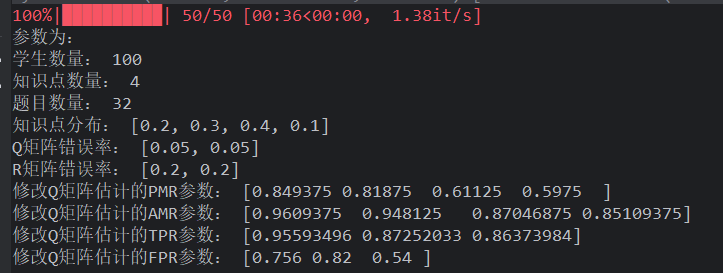 100%|██████████| 50/50 [00:36<00:00,  1.38it/s]
参数为:
学生数量: 100
知识点数量: 4
题目数量: 32
知识点分布: [0.2, 0.3, 0.4, 0.1]
Q矩阵错误率: [0.05, 0.05]
R矩阵错误率: [0.2, 0.2]
修改Q矩阵估计的PMR参数: [0.849375 0.81875  0.61125  0.5975  ]
修改Q矩阵估计的AMR参数: [0.9609375  0.948125   0.87046875 0.85109375]
修改Q矩阵估计的TPR参数: [0.95593496 0.87252033 0.86373984]
修改Q矩阵估计的FPR参数: [0.756 0.82  0.54 ]